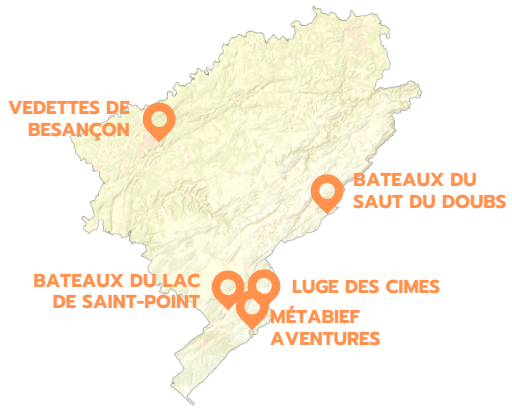 VEDETTES DE
BESANÇON
BATEAUX DU
SAUT DU DOUBS
BATEAUX DU LAC
DE SAINT-POINT
LUGE DES CIMES
MÉTABIEF
AVENTURES